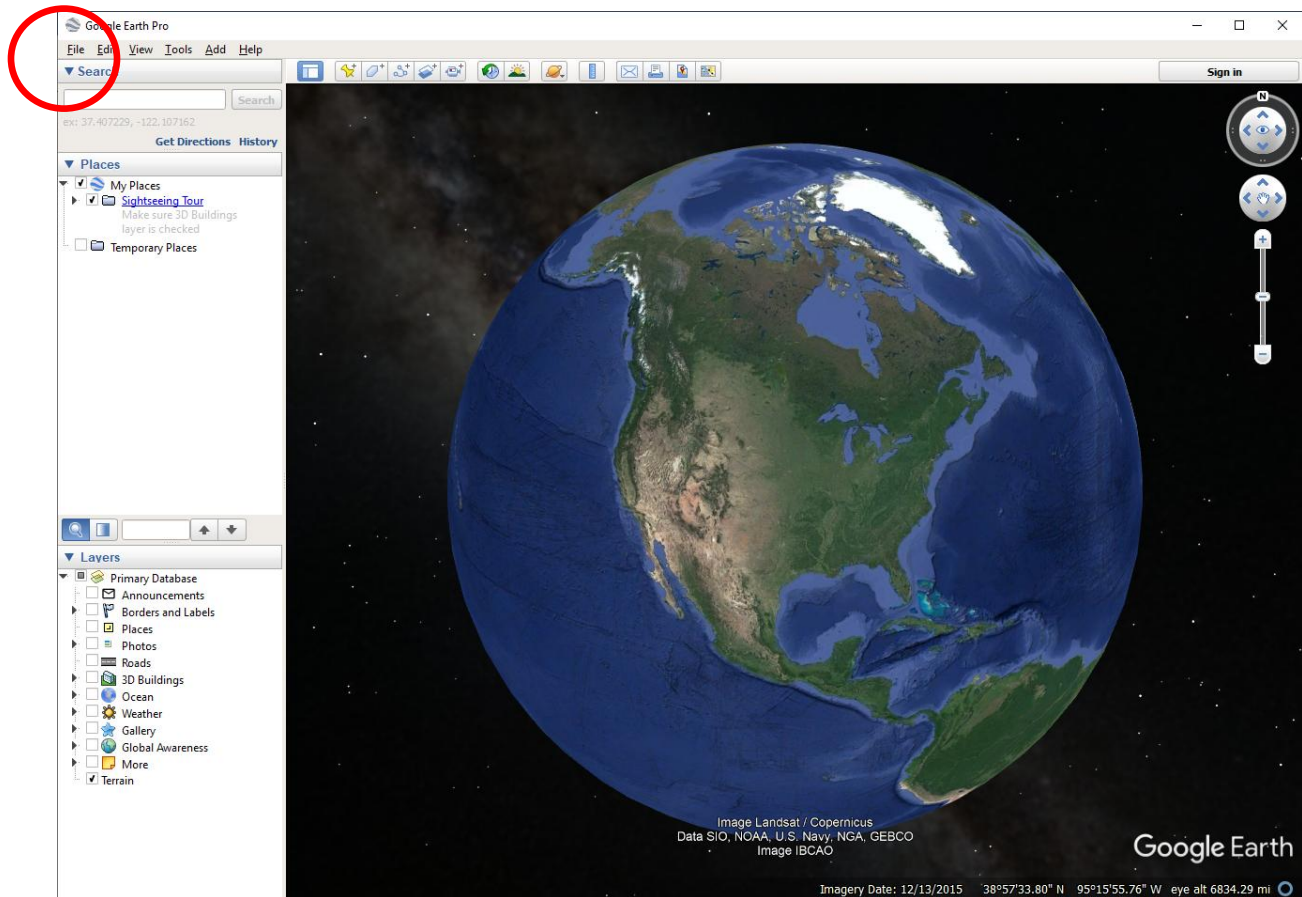 Google Earth Pro
File Edit View Tools Add Help
Search
Sign in
Search
ex: 37.407229, -122.107162
Get Directions History
N
Places
My Places
Sightseeing Tour
Make sure 3D Buildings
layer is checked
Temporary Places
Layers
Primary Database
Announcements
Borders and Labels
Places
Photos
Roads
3D Buildings
Ocean
Weather
Gallery
Global Awareness
More
Terrain
Image Landsat / Copernicus
Data SIO, NOAA, U.S. Navy, NGA, GEBCO
Image IBCAO
Google Earth
Imagery Date: 12/13/2015 38°57'33.80" N 95°15'55.76" W eye alt 6834.29 mi